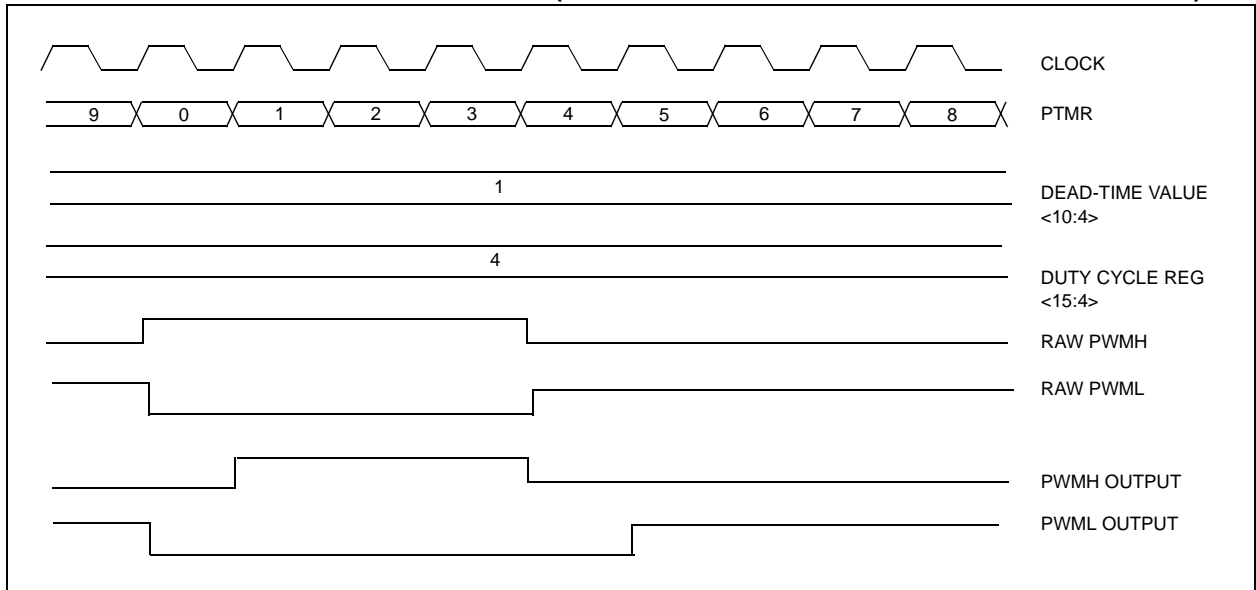 CLOCK
9 0 1 2 3 4 5 6 7 8 PTMR
1
DEAD-TIME VALUE
<10:4>
4
DUTY CYCLE REG
<15:4>
RAW PWMH
RAW PWML
PWMH OUTPUT
PWML OUTPUT